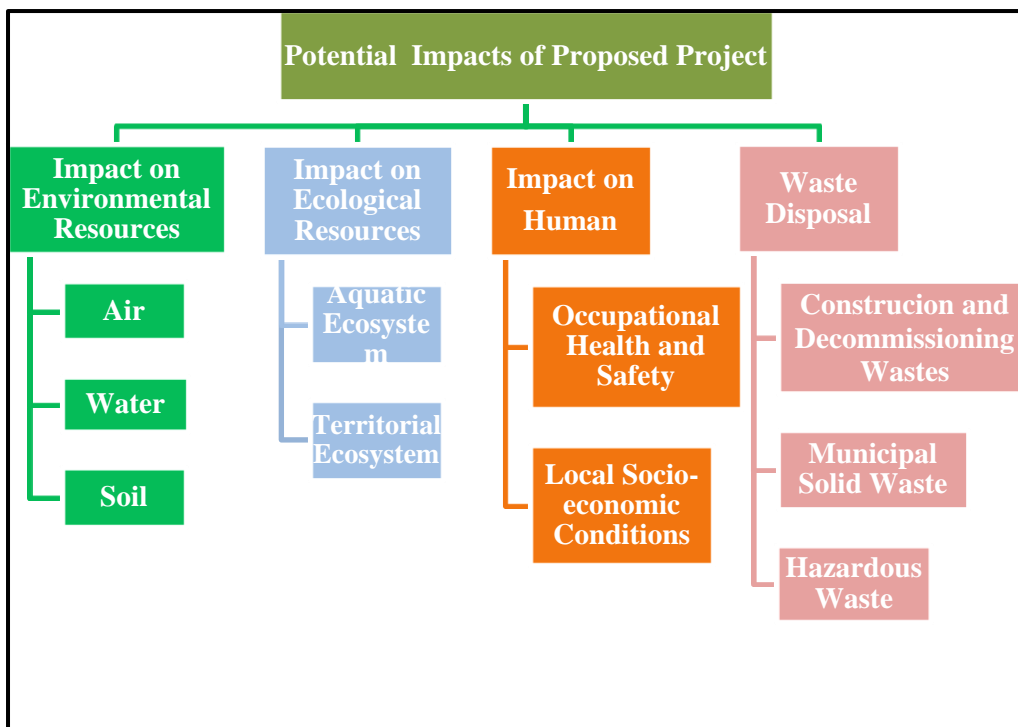 Potential  Impacts of Proposed Project
Impact on
Environmental
Resources
Air
Water
Soil
Impact on
Ecological
Resources
Aquatic
Ecosyste
m
Territorial
Ecosystem
Impact on
Human
Occupational
Health and
Safety
Local Socio-
economic
Conditions
Waste
Disposal
Construcion and
Decommissioning
Wastes
Municipal
Solid Waste
Hazardous
Waste